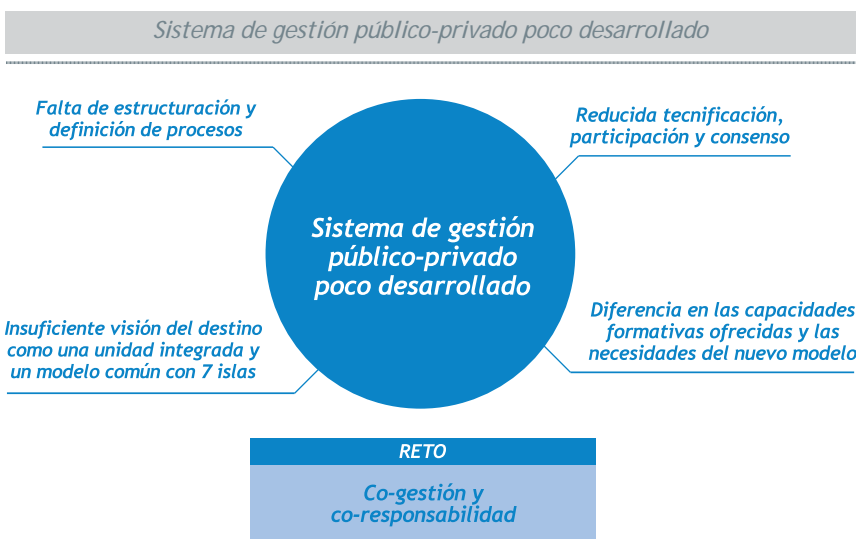 Sistema de gestión público-privado poco desarrollado
Falta de estructuración y
definición de procesos
Reducida tecnificación,
participación y consenso
Sistema de gestión
público-privado
poco desarrollado
Insuficiente visión del destino
como una unidad integrada y
un modelo común con 7 islas
Diferencia en las capacidades
formativas ofrecidas y las
necesidades del nuevo modelo
RETO
Co-gestión y
co-responsabilidad